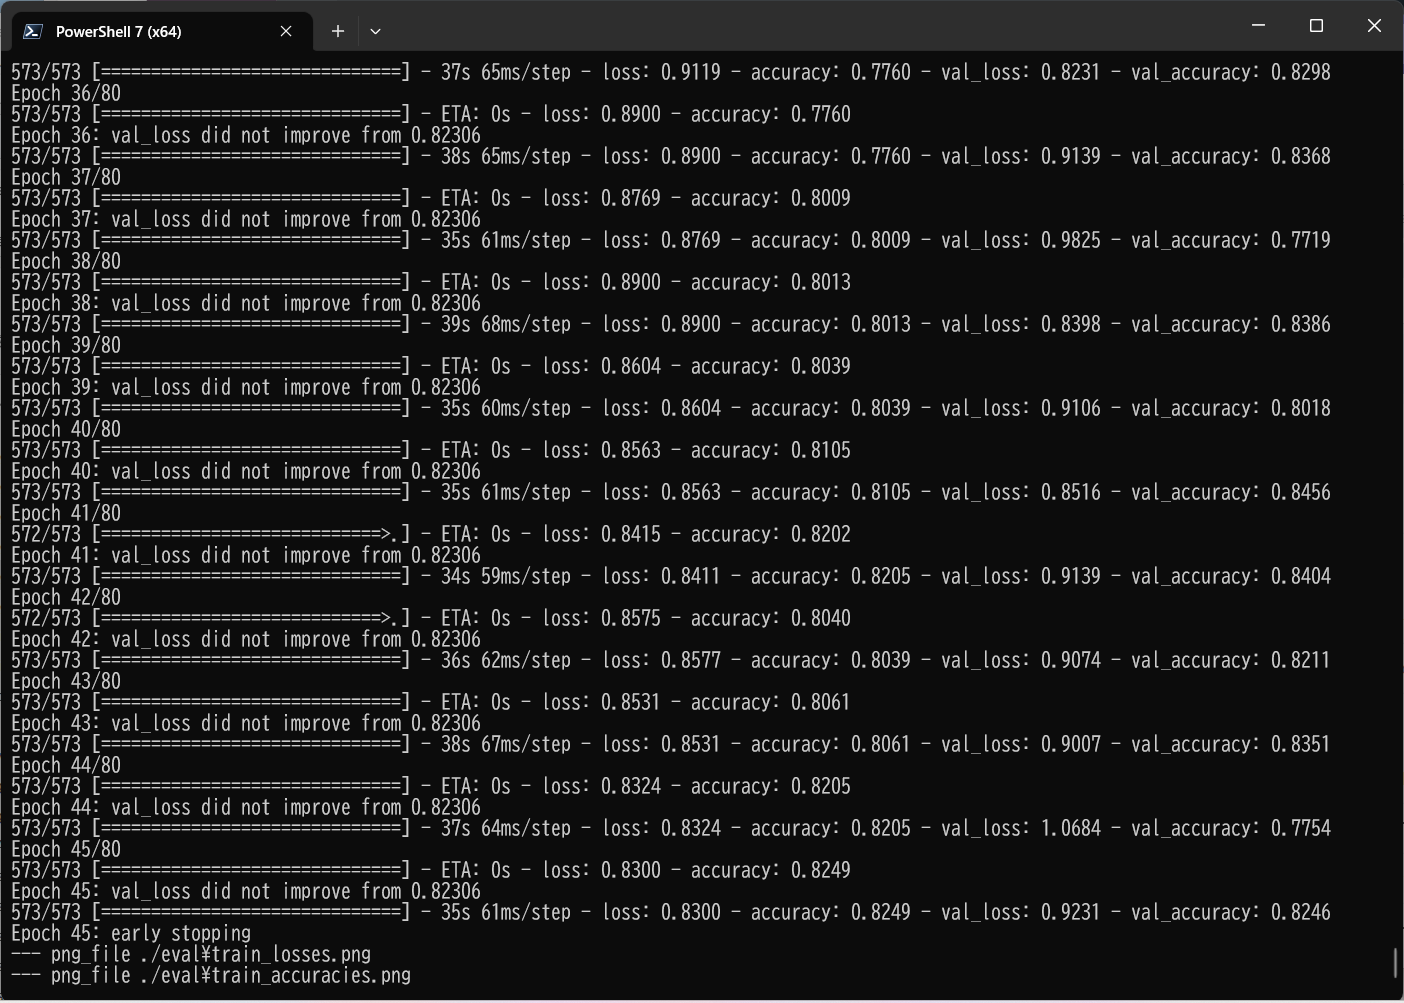 PowerShell 7 (x64)
573/573 [==============================] - 37s 65ms/step - loss: 0.9119 - accuracy: 0.7760 - val_loss: 0.8231 - val_accuracy: 0.8298
Epoch 36/80
573/573 [==============================] - ETA: 0s - loss: 0.8900 - accuracy: 0.7760
Epoch 36: val_loss did not improve from 0.82306
573/573 [==============================] - 38s 65ms/step - loss: 0.8900 - accuracy: 0.7760 - val_loss: 0.9139 - val_accuracy: 0.8368
Epoch 37/80
573/573 [==============================] - ETA: 0s - loss: 0.8769 - accuracy: 0.8009
Epoch 37: val_loss did not improve from 0.82306
573/573 [==============================] - 35s 61ms/step - loss: 0.8769 - accuracy: 0.8009 - val_loss: 0.9825 - val_accuracy: 0.7719
Epoch 38/80
573/573 [==============================] - ETA: 0s - loss: 0.8900 - accuracy: 0.8013
Epoch 38: val_loss did not improve from 0.82306
573/573 [==============================] - 39s 68ms/step - loss: 0.8900 - accuracy: 0.8013 - val_loss: 0.8398 - val_accuracy: 0.8386
Epoch 39/80
573/573 [==============================] - ETA: 0s - loss: 0.8604 - accuracy: 0.8039
Epoch 39: val_loss did not improve from 0.82306
573/573 [==============================] - 35s 60ms/step - loss: 0.8604 - accuracy: 0.8039 - val_loss: 0.9106 - val_accuracy: 0.8018
Epoch 40/80
573/573 [==============================] - ETA: 0s - loss: 0.8563 - accuracy: 0.8105
Epoch 40: val_loss did not improve from 0.82306
573/573 [==============================] - 35s 61ms/step - loss: 0.8563 - accuracy: 0.8105 - val_loss: 0.8516 - val_accuracy: 0.8456
Epoch 41/80
572/573 [============================>.] - ETA: 0s - loss: 0.8415 - accuracy: 0.8202
Epoch 41: val_loss did not improve from 0.82306
573/573 [==============================] - 34s 59ms/step - loss: 0.8411 - accuracy: 0.8205 - val_loss: 0.9139 - val_accuracy: 0.8404
Epoch 42/80
572/573 [============================>.] - ETA: 0s - loss: 0.8575 - accuracy: 0.8040
Epoch 42: val_loss did not improve from 0.82306
573/573 [==============================] - 36s 62ms/step - loss: 0.8577 - accuracy: 0.8039 - val_loss: 0.9074 - val_accuracy: 0.8211
Epoch 43/80
573/573 [==============================] - ETA: 0s - loss: 0.8531 - accuracy: 0.8061
Epoch 43: val_loss did not improve from 0.82306
573/573 [==============================] - 38s 67ms/step - loss: 0.8531 - accuracy: 0.8061 - val_loss: 0.9007 - val_accuracy: 0.8351
Epoch 44/80
573/573 [==============================] - ETA: 0s - loss: 0.8324 - accuracy: 0.8205
Epoch 44: val_loss did not improve from 0.82306
573/573 [==============================] - 37s 64ms/step - loss: 0.8324 - accuracy: 0.8205 - val_loss: 1.0684 - val_accuracy: 0.7754
Epoch 45/80
573/573 [==============================] - ETA: 0s - loss: 0.8300 - accuracy: 0.8249
Epoch 45: val_loss did not improve from 0.82306
573/573 [==============================] - 35s 61ms/step - loss: 0.8300 - accuracy: 0.8249 - val_loss: 0.9231 - val_accuracy: 0.8246
Epoch 45: early stopping
--- png_file ./eval¥train_losses.png
--- png_file ./eval¥train_accuracies.png